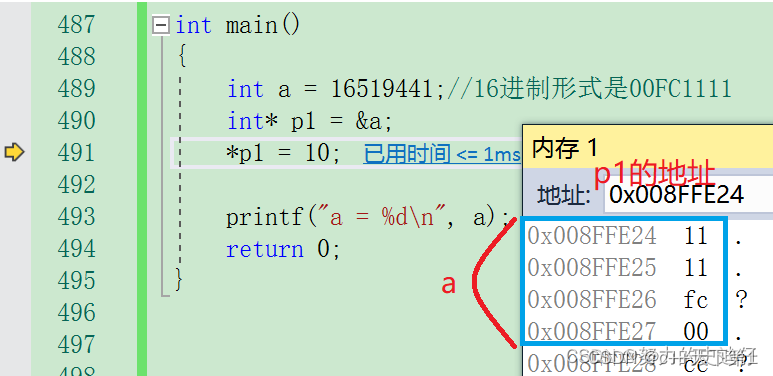 487 int main()
488 {
489 int a = 16519441;//16进制形式是00FC1111
490 int* p1 = &a;
491 *p1 = 10; 已用时间 <= 1ms
492
493 printf("a = %d\n", a);
494 return 0;
495 }
496
497
498
内存 1
p1的地址
地址: 0x008FFE24
a
0x008FFE24 11 .
0x008FFE25 11 .
0x008FFE26 fc ?
0x008FFE27 00 .
0x008FFE28 cc ?